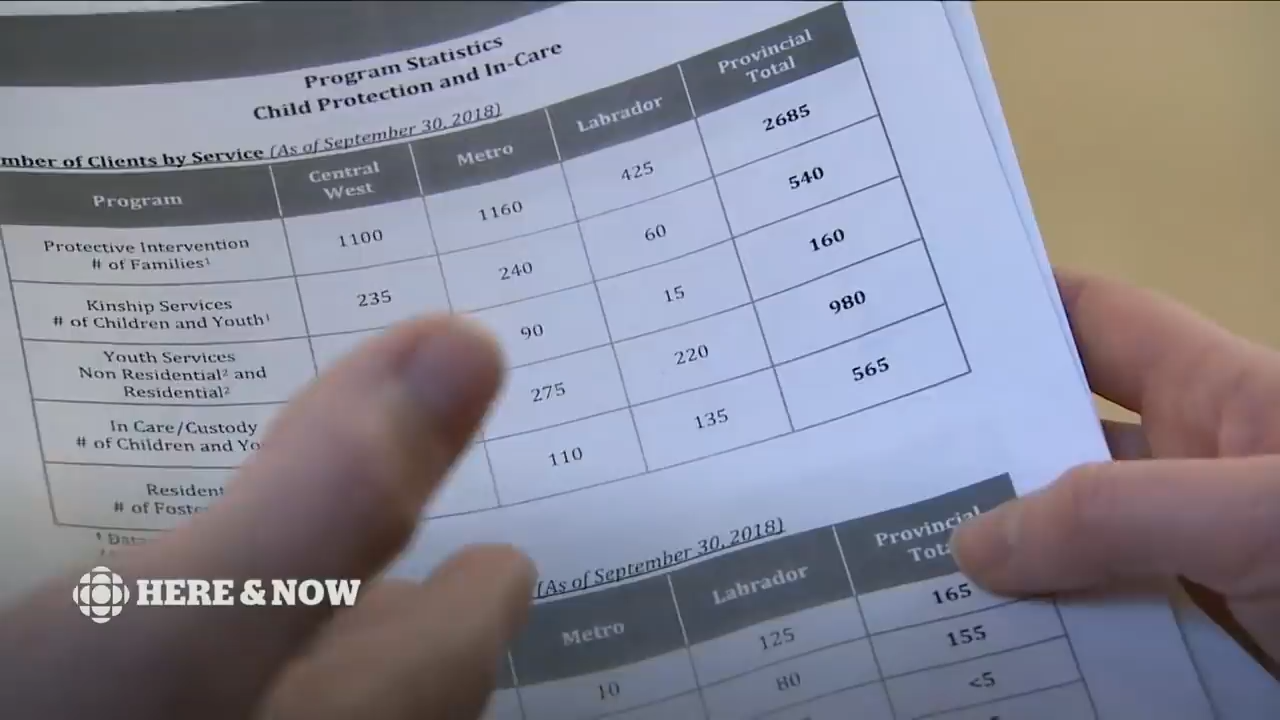 Program Statistics
Child Protection and In-Care
mber of Clients by Service (As of September 30, 2018)
Program Central West Metro Labrador Provincial Total
Protective Intervention # of Families¹ 1100 1160 425 2685
Kinship Services # of Children and Youth¹ 235 240 60 540
Youth Services Non Residential² and Residential² 90 15 160
In Care/Custody # of Children and Yo 275 220 980
Resident # of Foste 110 135 565
¹ Data
(As of September 30, 2018)
Metro Labrador Provincial Tota
125 165
10 80 155
<5
HERE & NOW